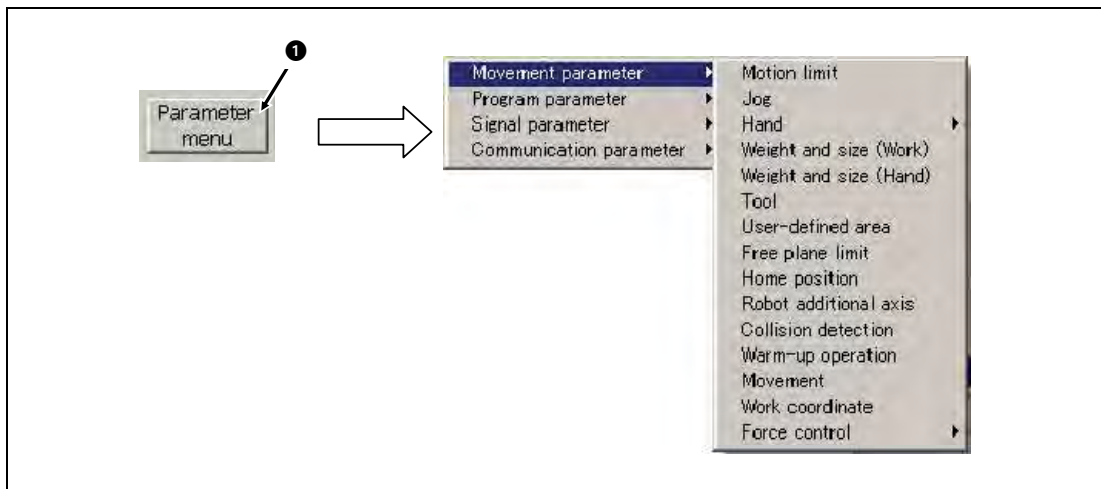 ❶
Parameter
menu
Movement parameter
Program parameter
Signal parameter
Communication parameter
Motion limit
Jog
Hand
Weight and size (Work)
Weight and size (Hand)
Tool
User-defined area
Free plane limit
Home position
Robot additional axis
Collision detection
Warm-up operation
Movement
Work coordinate
Force control